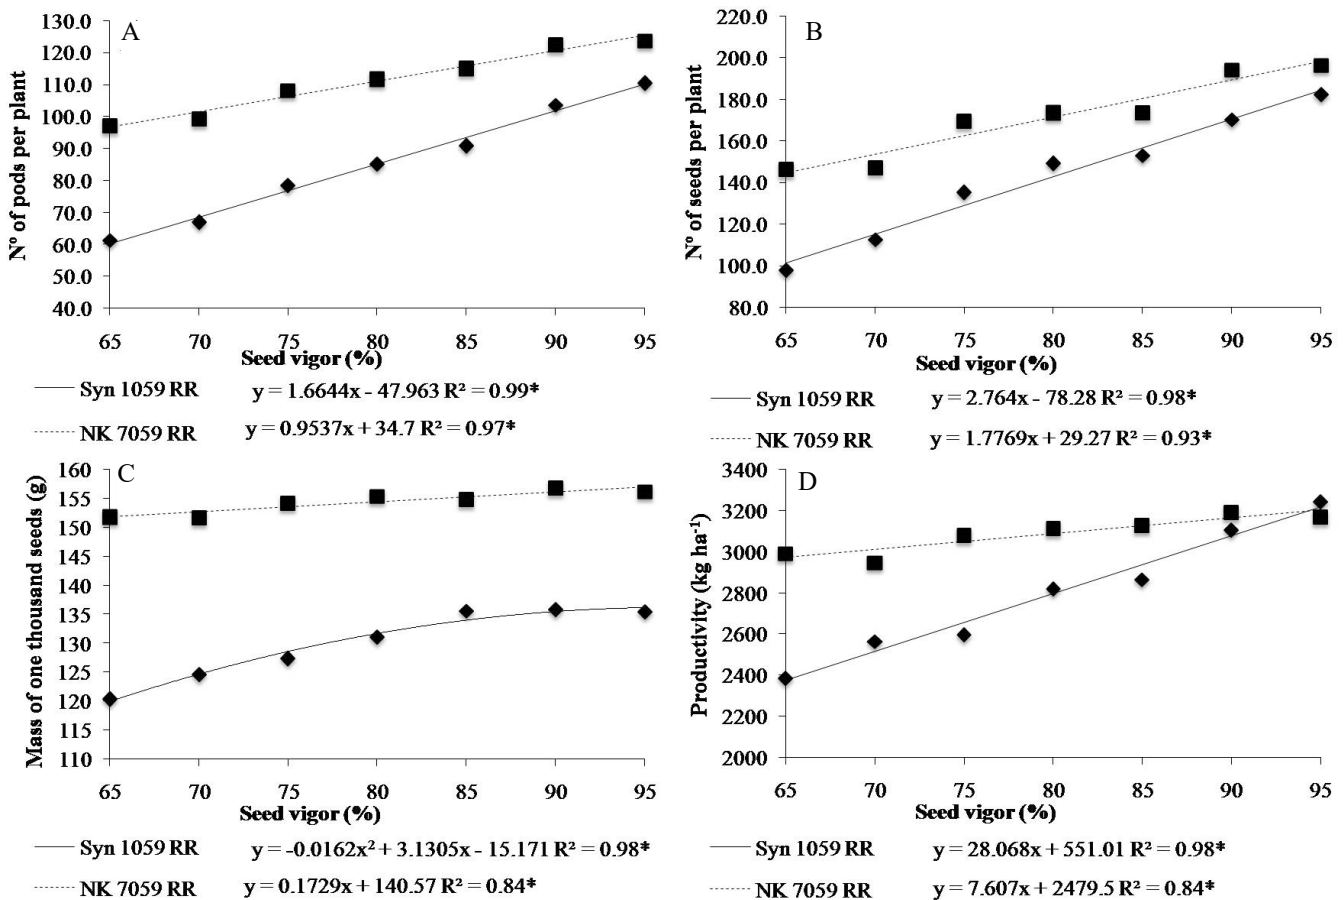 A
130.0
120.0
110.0
100.0
90.0
80.0
70.0
60.0
50.0
40.0
Nº of pods per plant
65 70 75 80 85 90 95
Seed vigor (%)
Syn 1059 RR y = 1.6644x - 47.963 R² = 0.99*
NK 7059 RR y = 0.9537x + 34.7 R² = 0.97*
B
220.0
200.0
180.0
160.0
140.0
120.0
100.0
80.0
Nº of seeds per plant
65 70 75 80 85 90 95
Seed vigor (%)
Syn 1059 RR y = 2.764x - 78.28 R² = 0.98*
NK 7059 RR y = 1.7769x + 29.27 R² = 0.93*
C
160
155
150
145
140
135
130
125
120
115
110
Mass of one thousand seeds (g)
65 70 75 80 85 90 95
Seed vigor (%)
Syn 1059 RR y = -0.0162x² + 3.1305x - 15.171 R² = 0.98*
NK 7059 RR y = 0.1729x + 140.57 R² = 0.84*
D
3400
3200
3000
2800
2600
2400
2200
2000
Productivity (kg ha⁻¹)
65 70 75 80 85 90 95
Seed vigor (%)
Syn 1059 RR y = 28.068x + 551.01 R² = 0.98*
NK 7059 RR y = 7.607x + 2479.5 R² = 0.84*